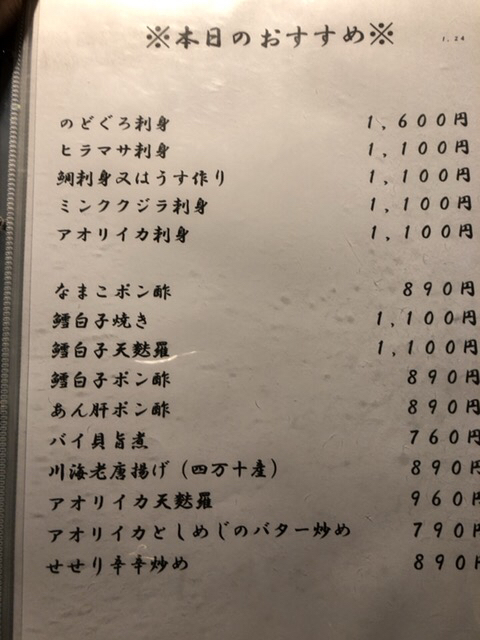 ※本日のおすすめ※ 1.24
のどぐろ刺身 1,600円
ヒラマサ刺身 1,100円
鯛刺身又はうす作り 1,100円
ミンククジラ刺身 1,100円
アオリイカ刺身 1,100円
なまこポン酢 890円
鱈白子焼き 1,100円
鱈白子天麩羅 1,100円
鱈白子ポン酢 890円
あん肝ポン酢 890円
バイ貝旨煮 760円
川海老唐揚げ(四万十産) 890円
アオリイカ天麩羅 960円
アオリイカとしめじのバター炒め 790円
せせり辛辛炒め 890円